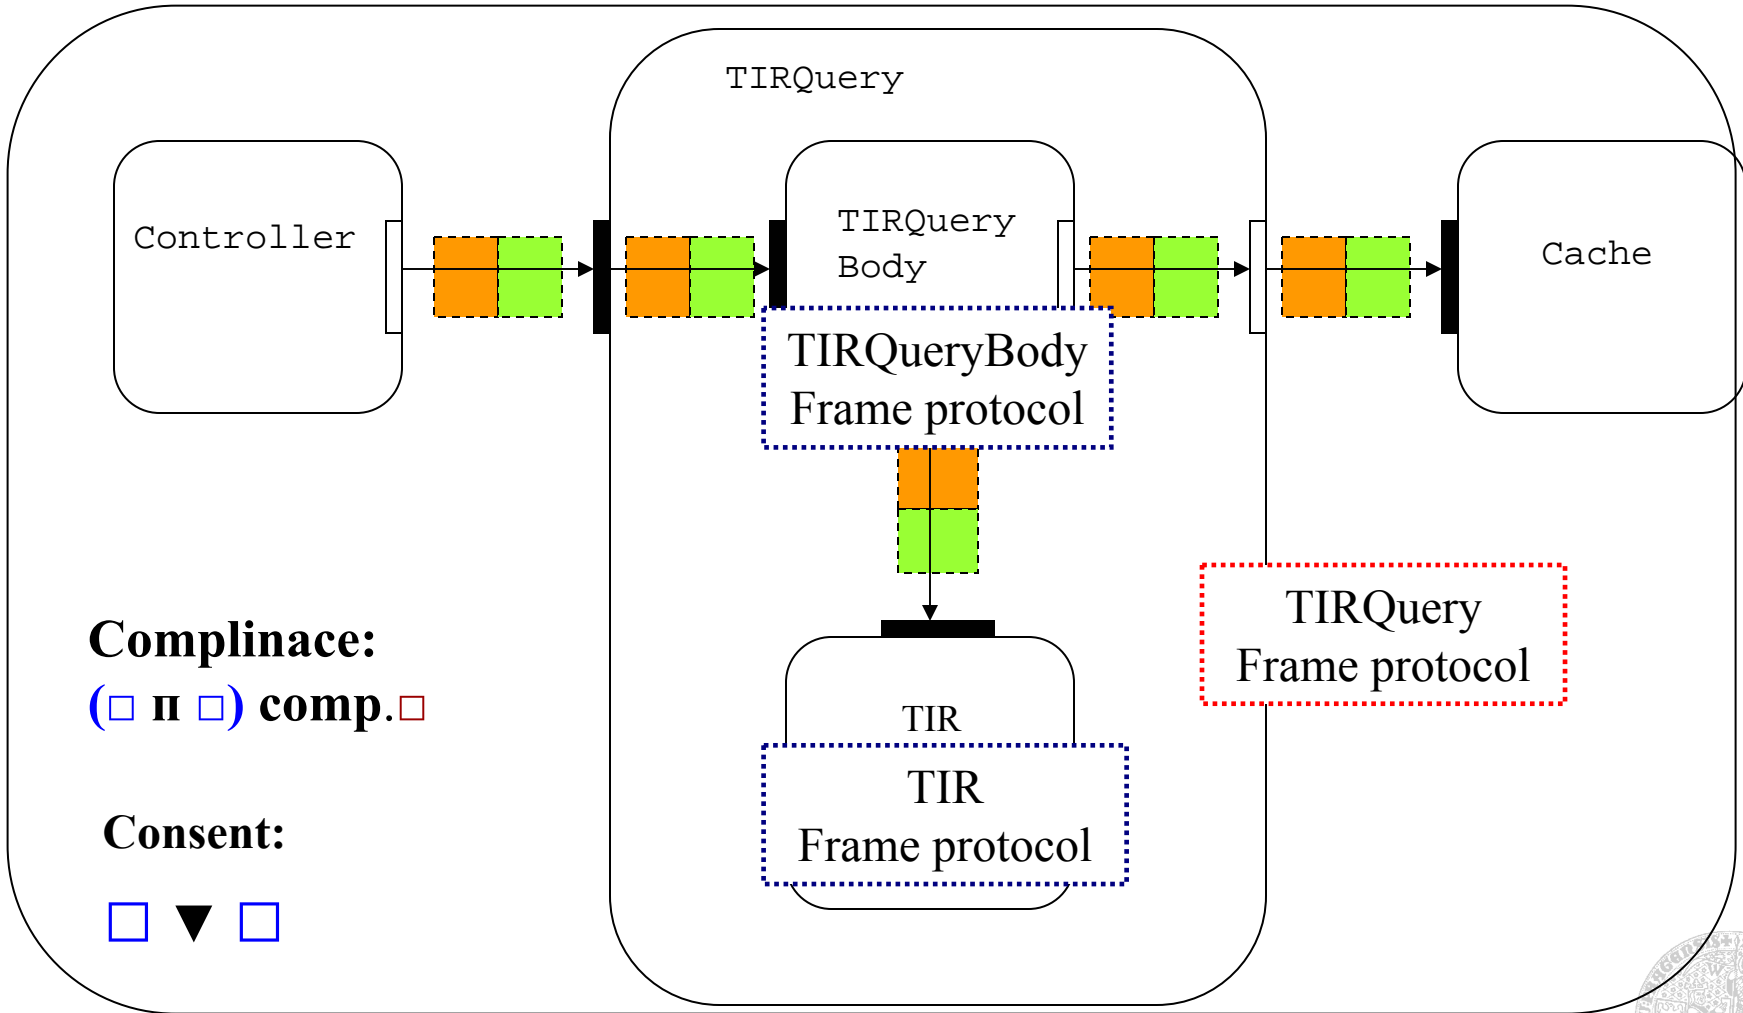 TIRQuery
Controller
TIRQuery
Body
Cache
TIRQueryBody
Frame protocol
TIRQuery
Frame protocol
Complinace:
(□ π □) comp.□
TIR
TIR
Frame protocol
Consent:
□ ▼ □